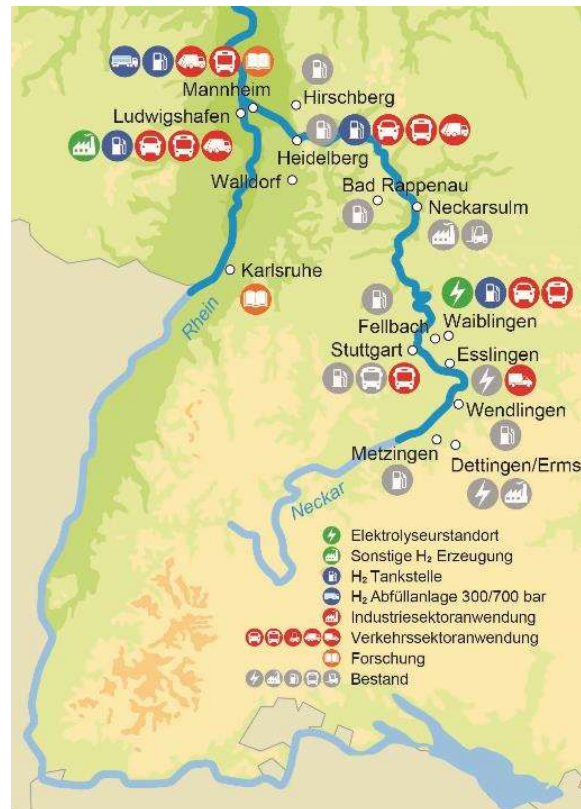 Mannheim
Hirschberg
Ludwigshafen
Heidelberg
Walldorf
Bad Rappenau
Neckarsulm
Karlsruhe
Rhein
Fellbach
Waiblingen
Stuttgart
Esslingen
Wendlingen
Metzingen
Dettingen/Erms
Neckar
Elektrolyseurstandort
Sonstige H₂ Erzeugung
H₂ Tankstelle
H₂ Abfüllanlage 300/700 bar
Industriesektoranwendung
Verkehrssektoranwendung
Forschung
Bestand